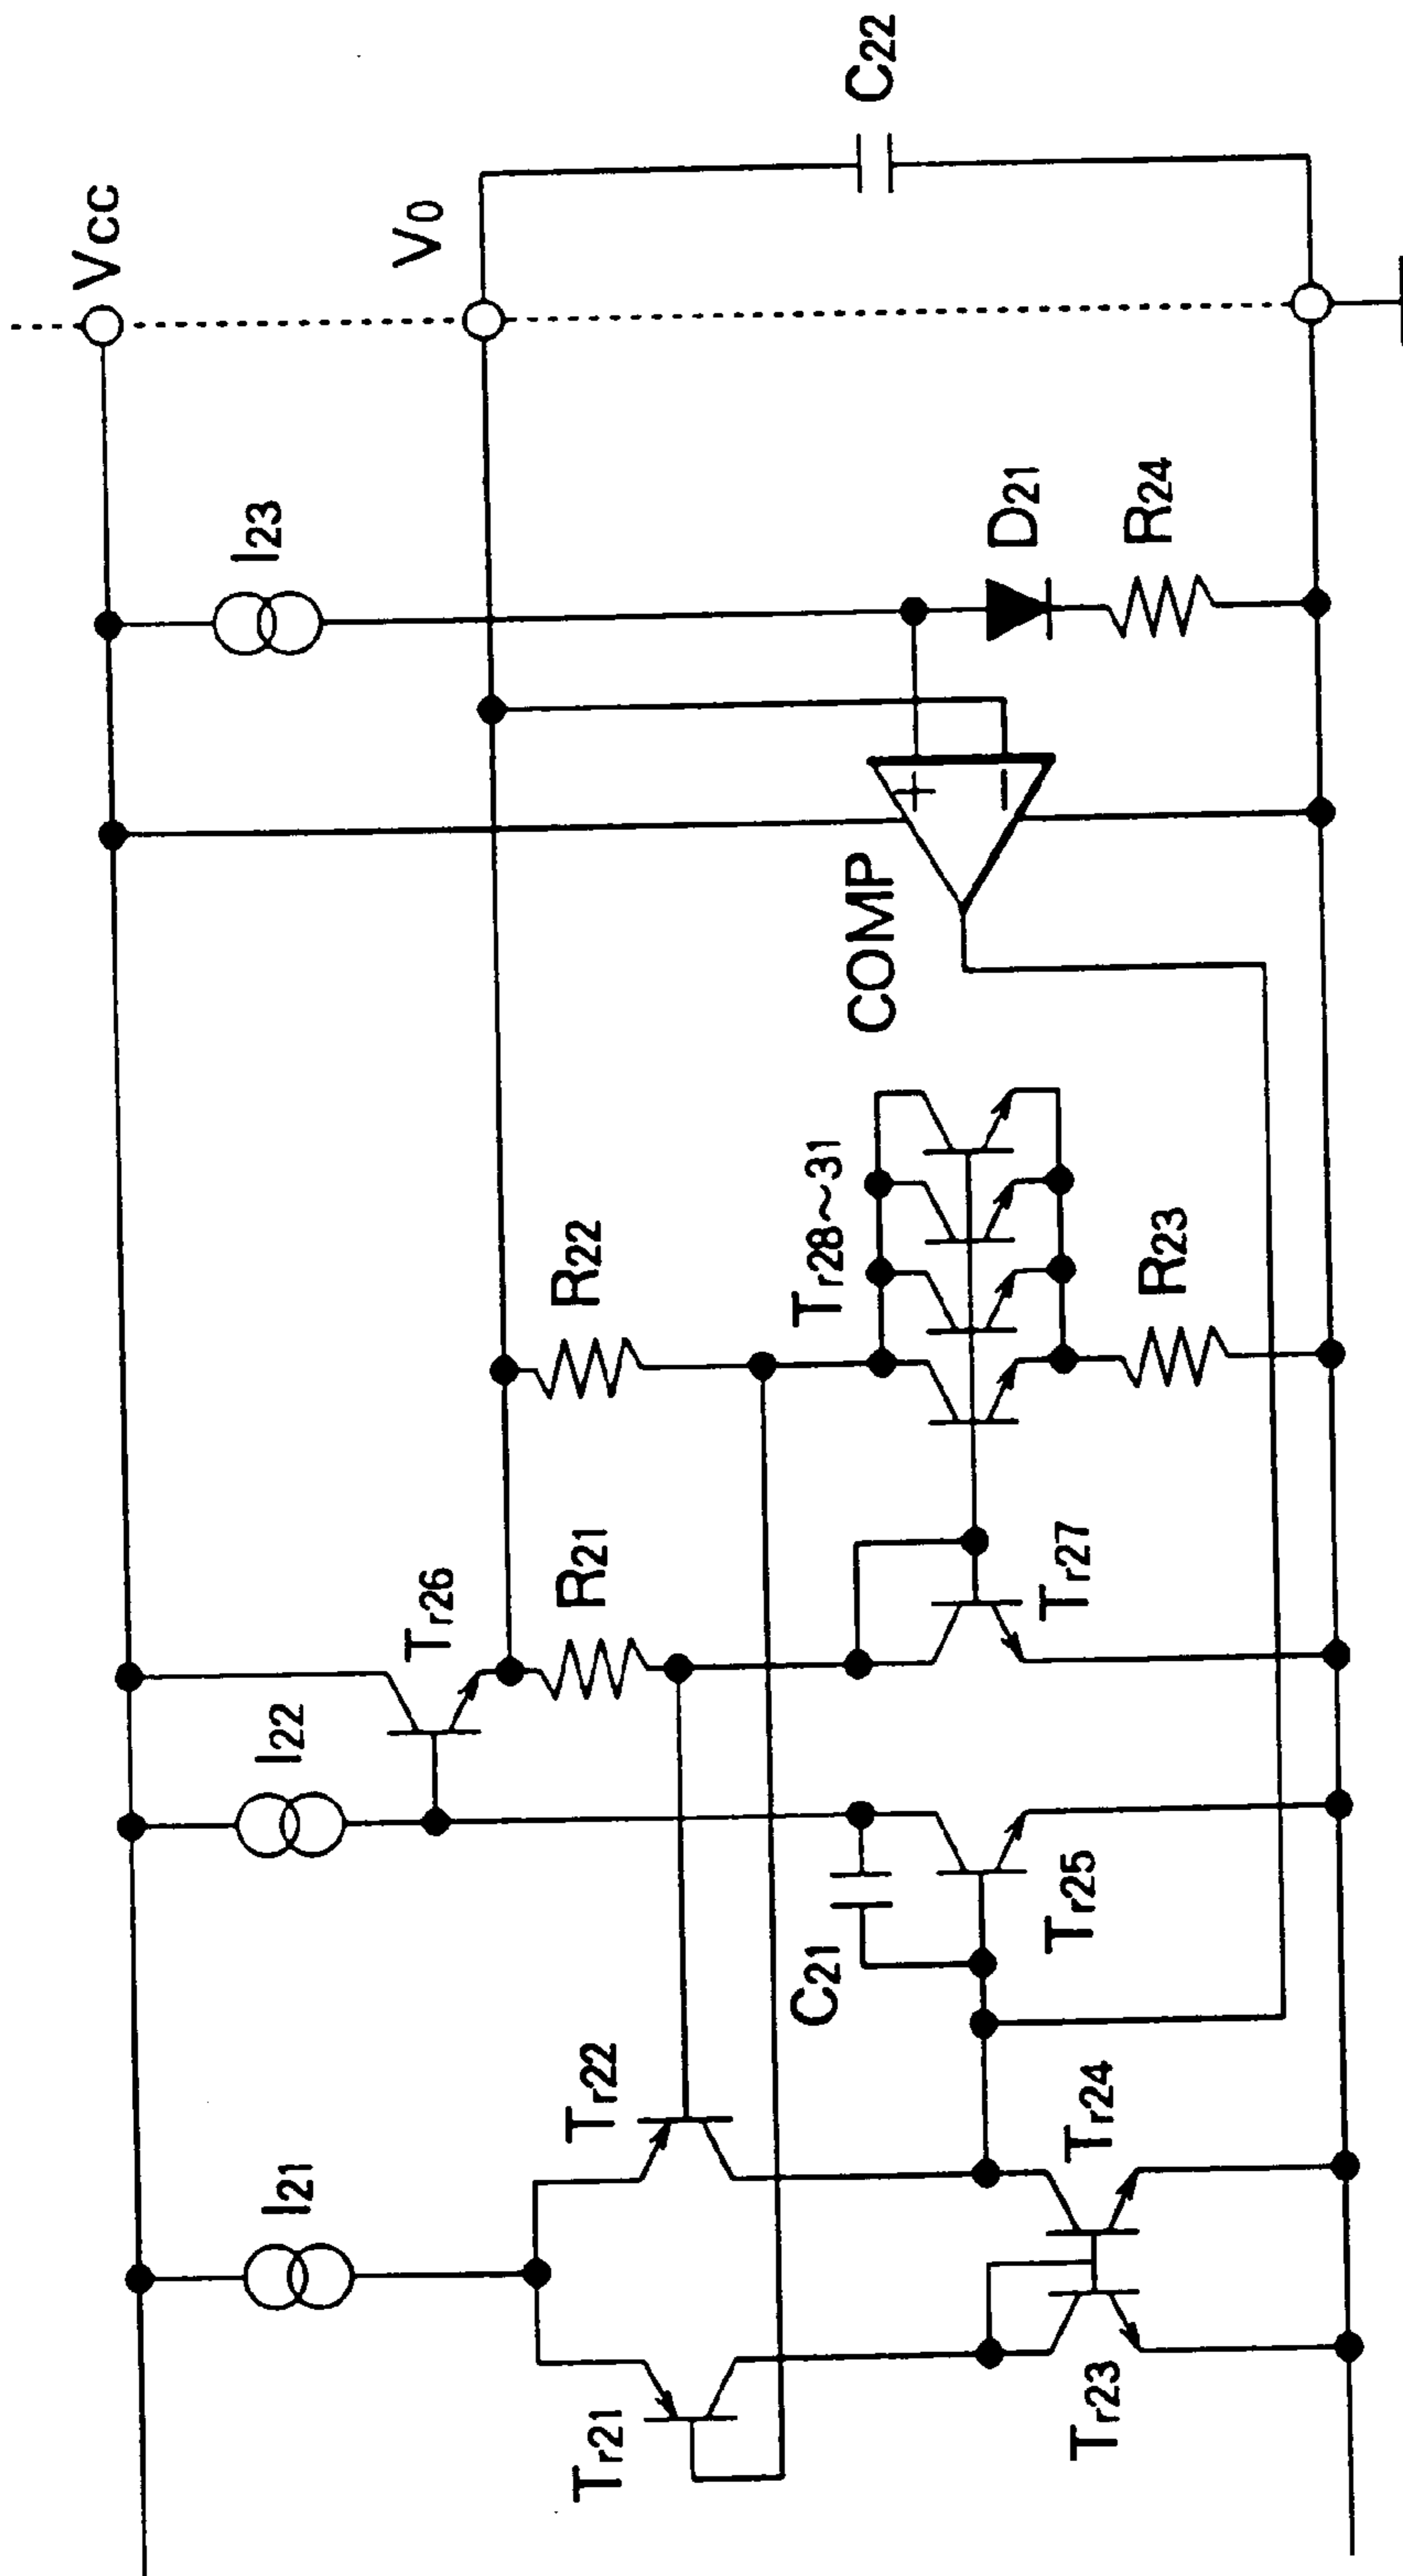 VCC
V0
C22
I23
D21
R24
+
−
COMP
R22
Tr28~31
R23
Tr26
R21
Tr27
I22
C21
Tr25
Tr22
Tr24
I21
Tr21
Tr23